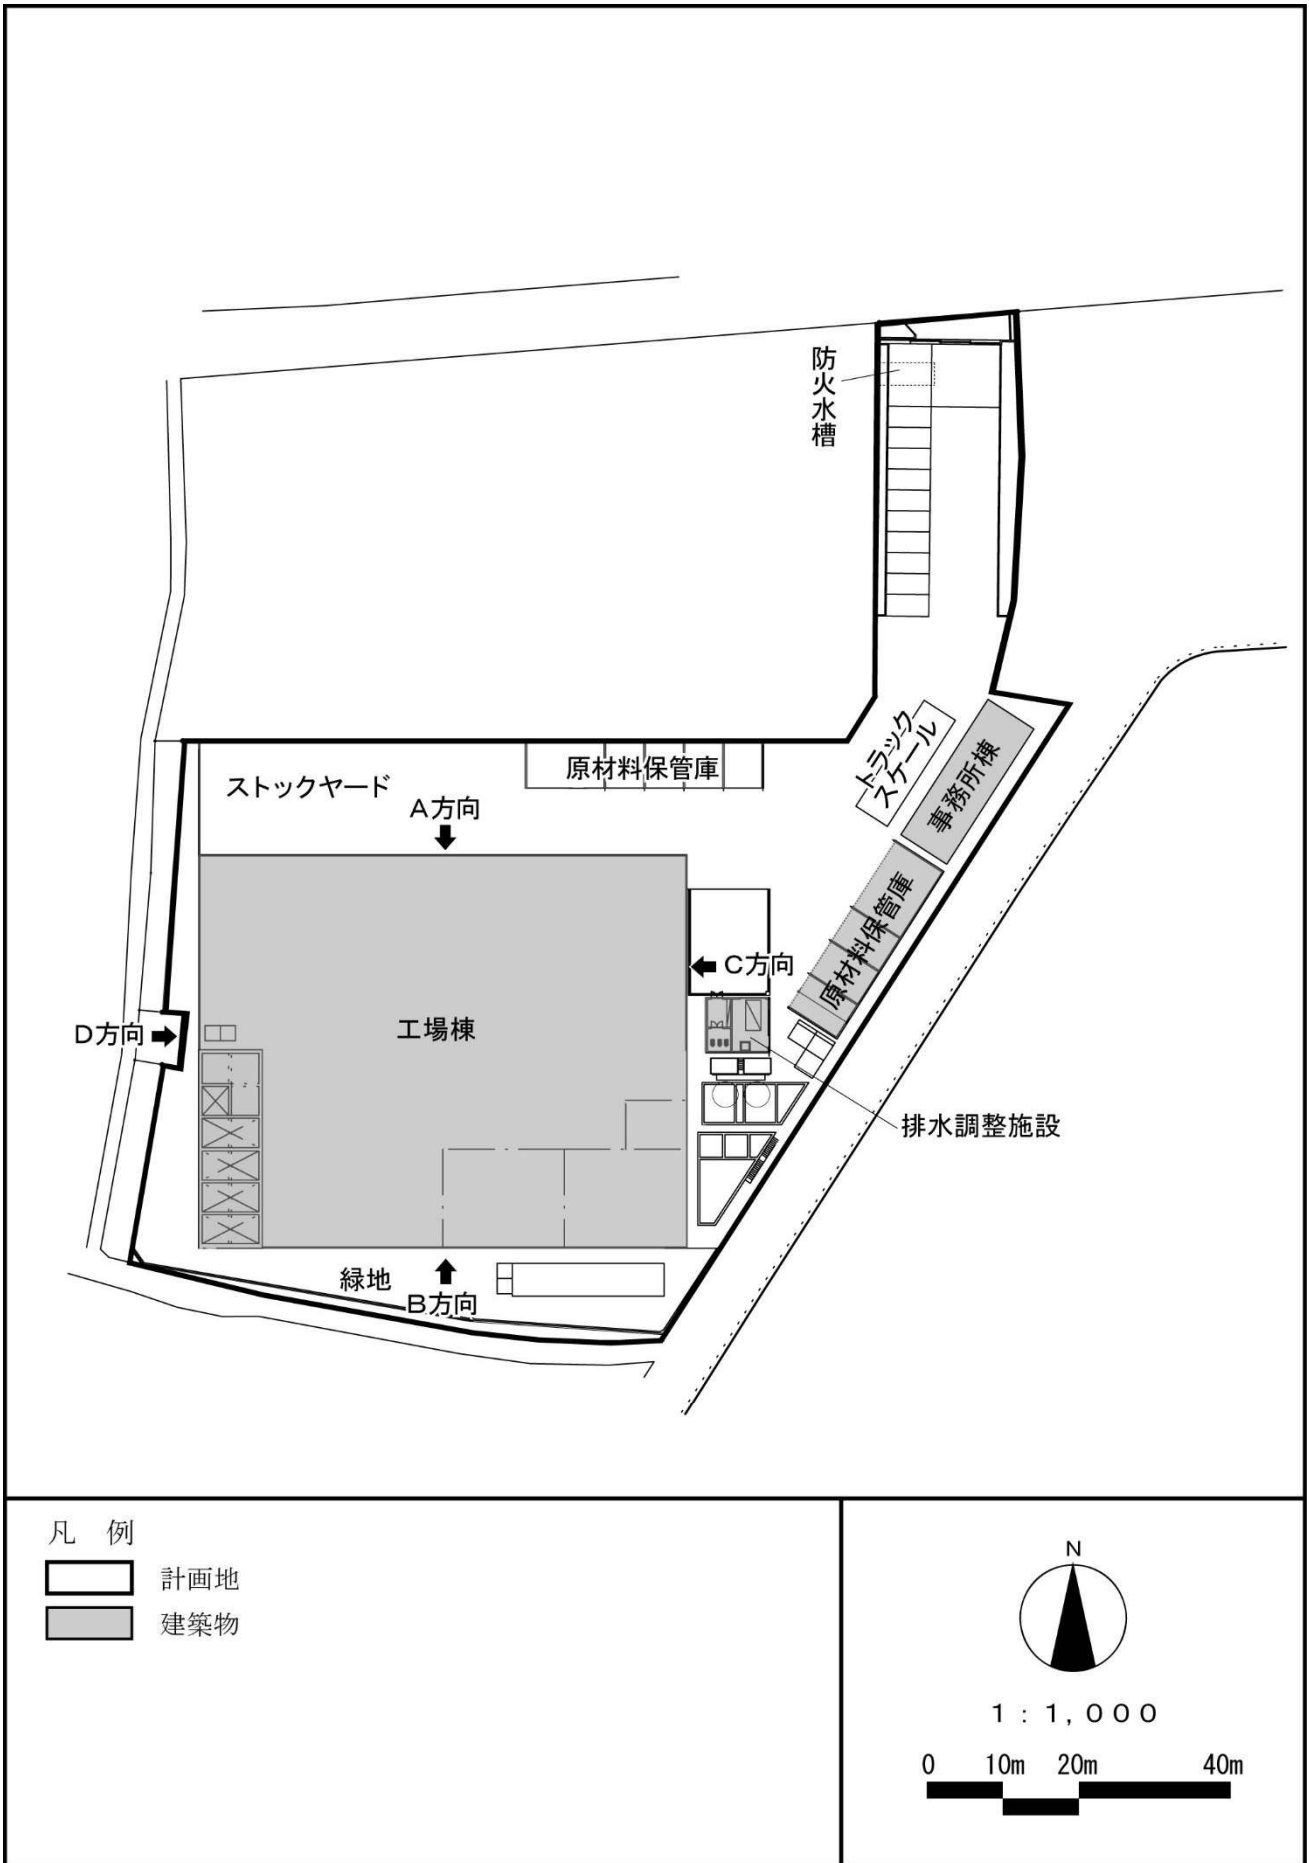 防火水槽
トラック
スケール
事務所棟
原材料保管庫
ストックヤード
A方向
原材料保管庫
C方向
D方向
工場棟
排水調整施設
緑地
B方向
凡 例
計画地
建築物
N
1:1,000
0 10m 20m 40m